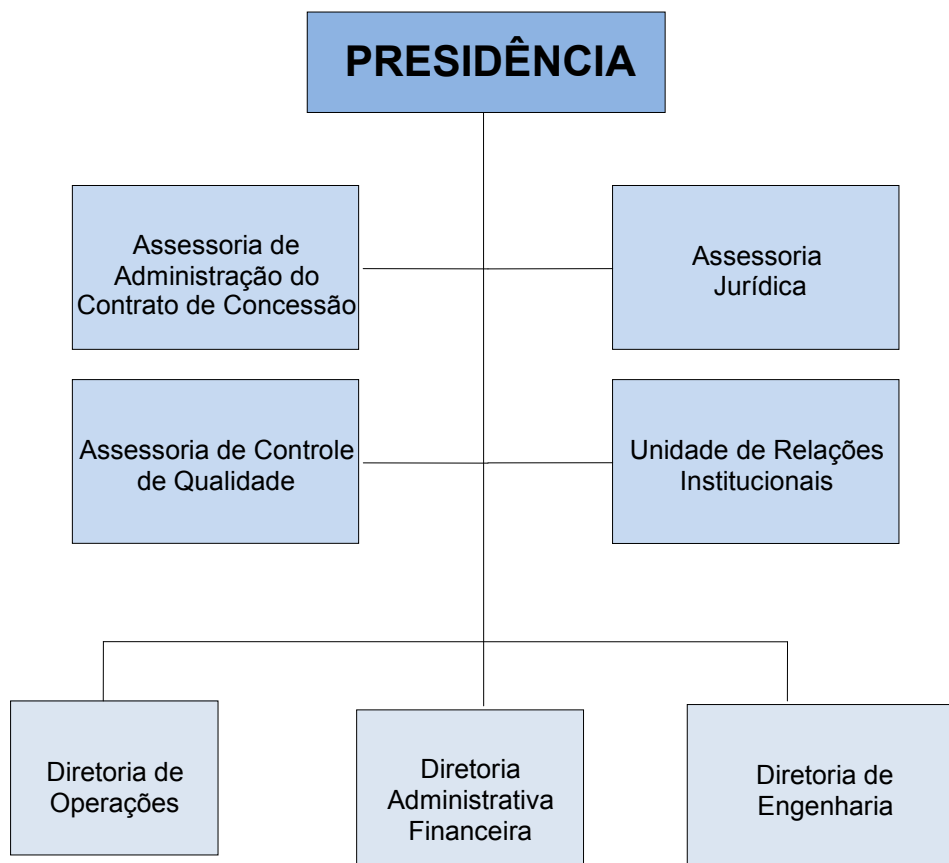 PRESIDÊNCIA
Assessoria de
Administração do
Contrato de Concessão
Assessoria
Jurídica
Assessoria de Controle
de Qualidade
Unidade de Relações
Institucionais
Diretoria de
Operações
Diretoria
Administrativa
Financeira
Diretoria de
Engenharia